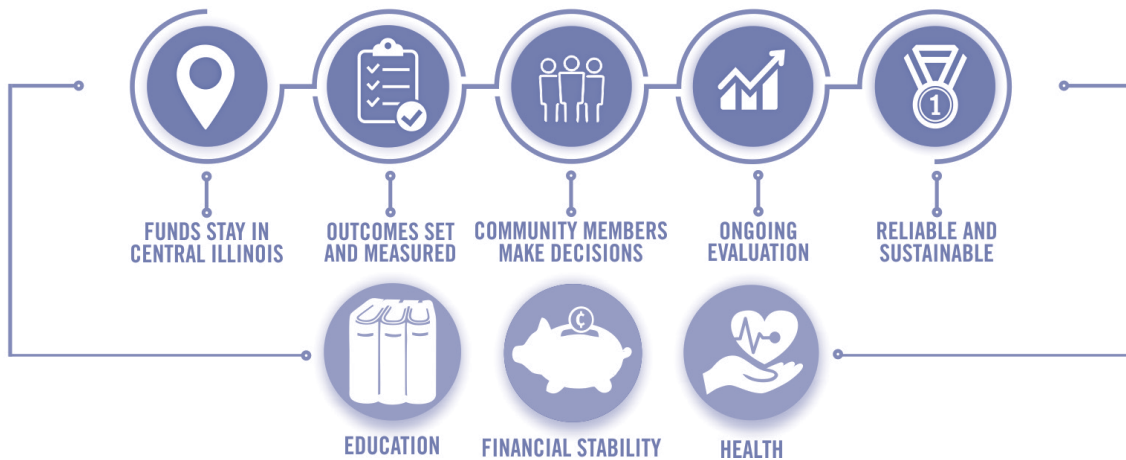 1
FUNDS STAY IN
CENTRAL ILLINOIS
OUTCOMES SET
AND MEASURED
COMMUNITY MEMBERS
MAKE DECISIONS
ONGOING
EVALUATION
RELIABLE AND
SUSTAINABLE
¢
EDUCATION
FINANCIAL STABILITY
HEALTH